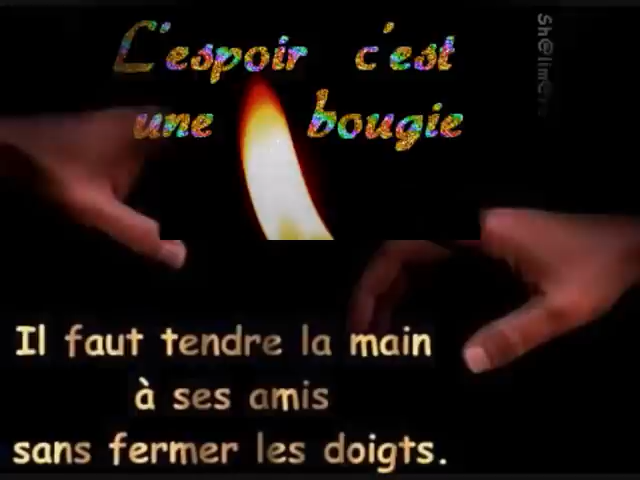 L'espoir c'est
une bougie
Il faut tendre la main
à ses amis
sans fermer les doigts.